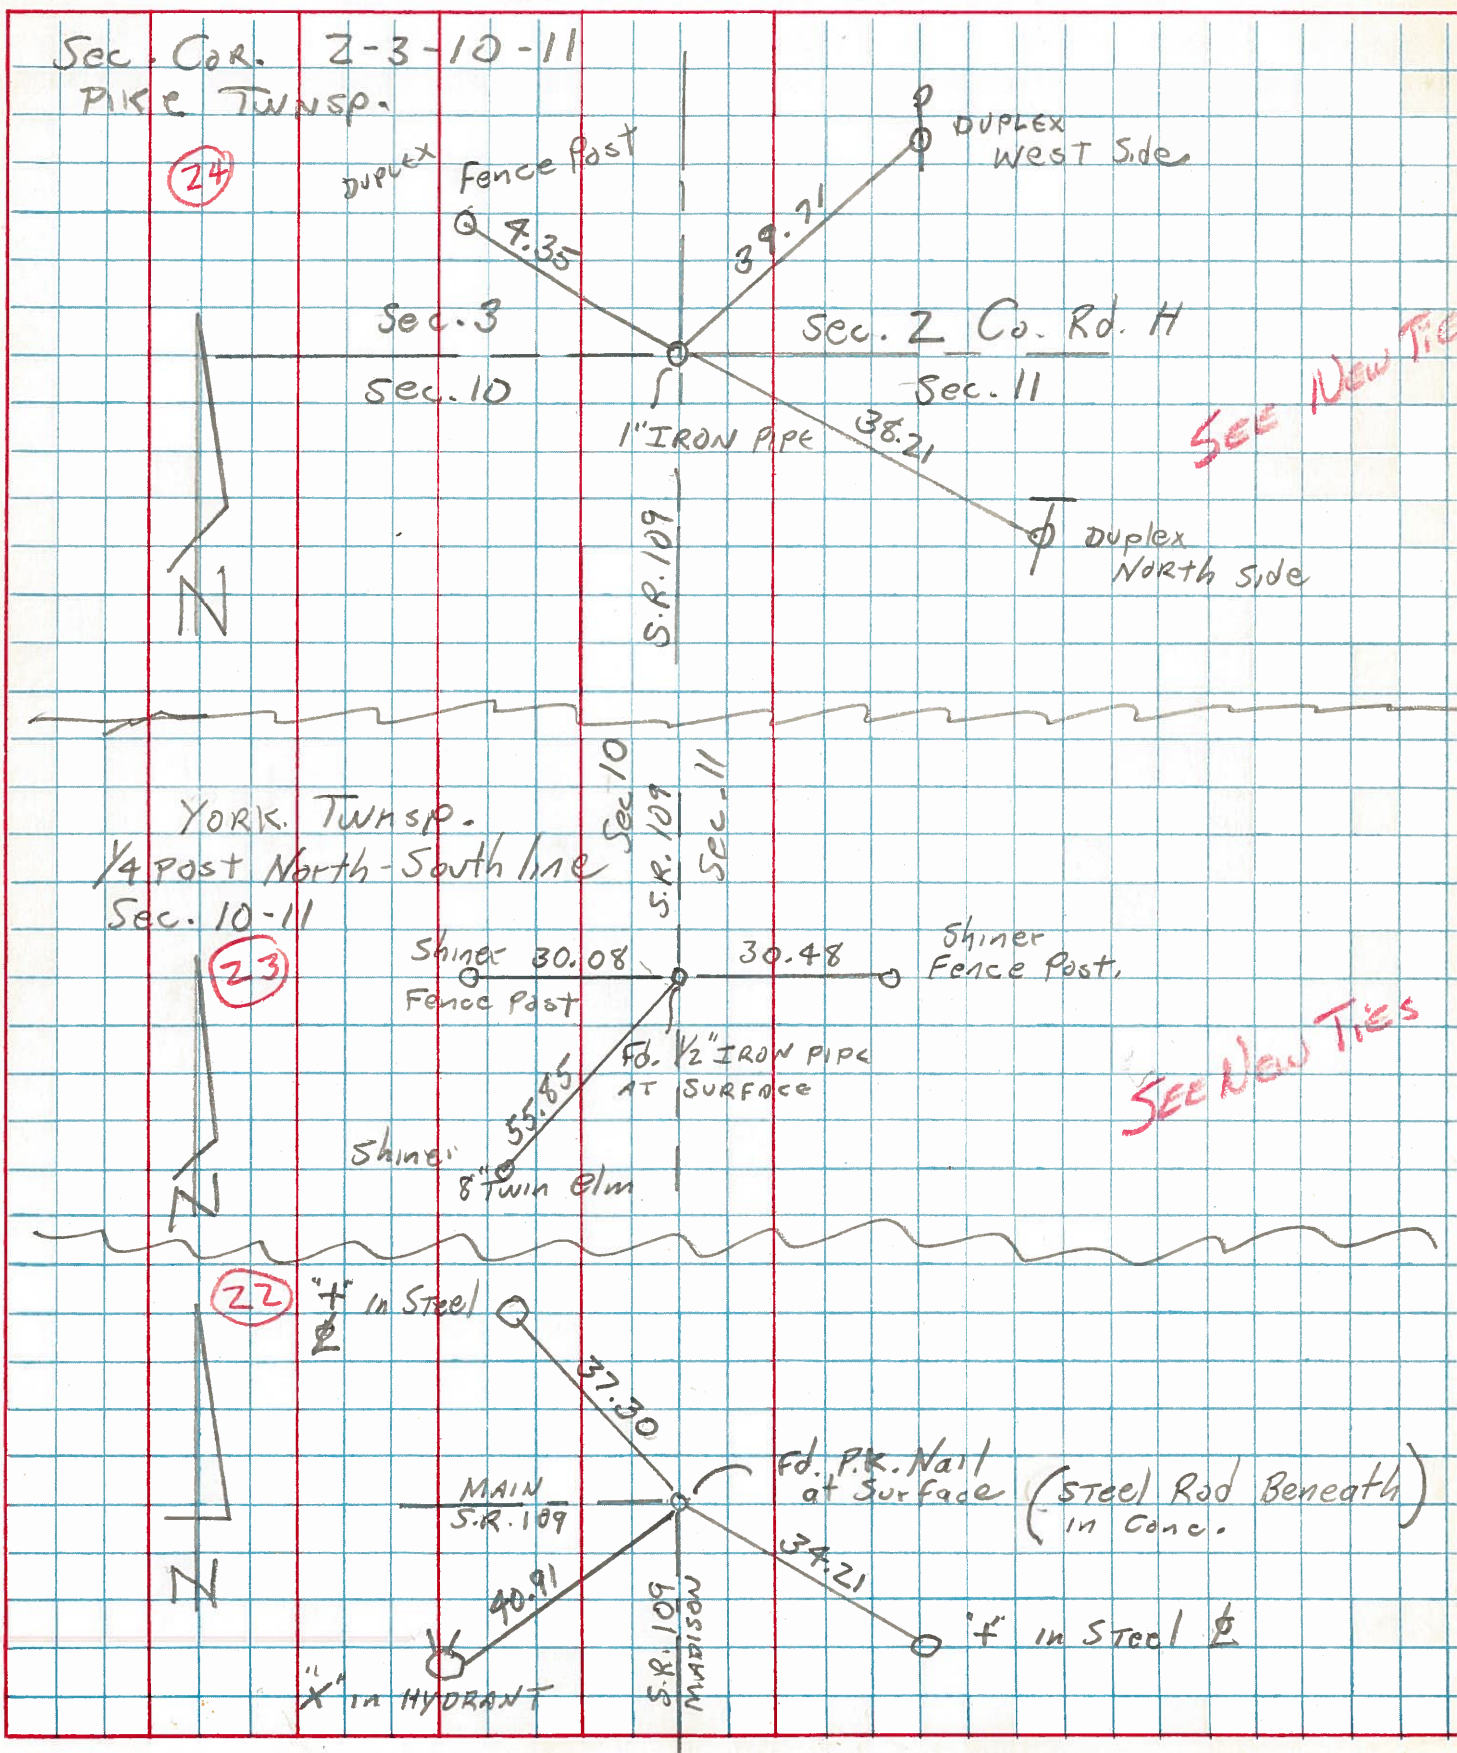 Sec. Cor. 2-3-10-11
Pike Twnsp.
24
Duplex Fence Post
Duplex
West Side
4.35
39.71
Sec. 3
Sec. 2 Co. Rd. H
Sec. 10
Sec. 11
See New Tie
1" Iron Pipe
38.21
S.R. 109
Duplex
North Side
N
York. Twnsp.
1/4 Post North-South line
Sec. 10-11
Sec 10
S.R. 109
Sec. 11
23
Shiner
Fence Post
30.08
30.48
Shiner
Fence Post.
Fd. 1/2" Iron Pipe
At Surface
See New Ties
55.85
Shiner
8" Twin Elm
N
22
"+" in Steel
℄
37.30
Main
S.R. 109
Fd. P.K. Nail
at Surface
(Steel Rod Beneath
in Conc.)
34.21
40.91
N
S.R. 109
Madison
"+" in Steel ℄
"X" in Hydrant